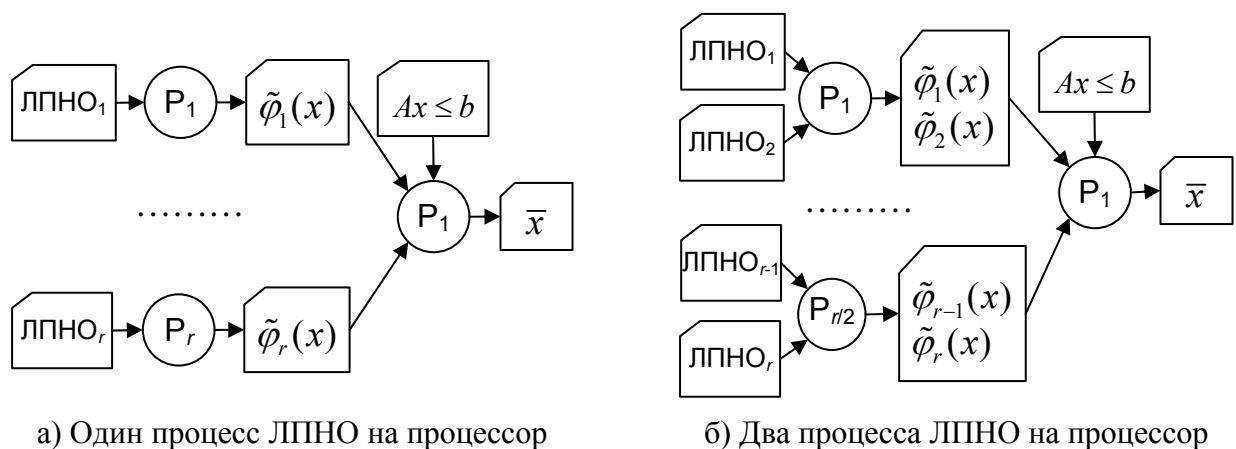 ЛПНО₁
P₁
φ̃₁(x)
Ax ≤ b
P₁
x̄
.........
ЛПНОᵣ
Pᵣ
φ̃ᵣ(x)
а) Один процесс ЛПНО на процессор
ЛПНО₁
ЛПНО₂
P₁
φ̃₁(x)
φ̃₂(x)
Ax ≤ b
P₁
x̄
.........
ЛПНОᵣ₋₁
ЛПНОᵣ
Pr/2
φ̃ᵣ₋₁(x)
φ̃ᵣ(x)
б) Два процесса ЛПНО на процессор